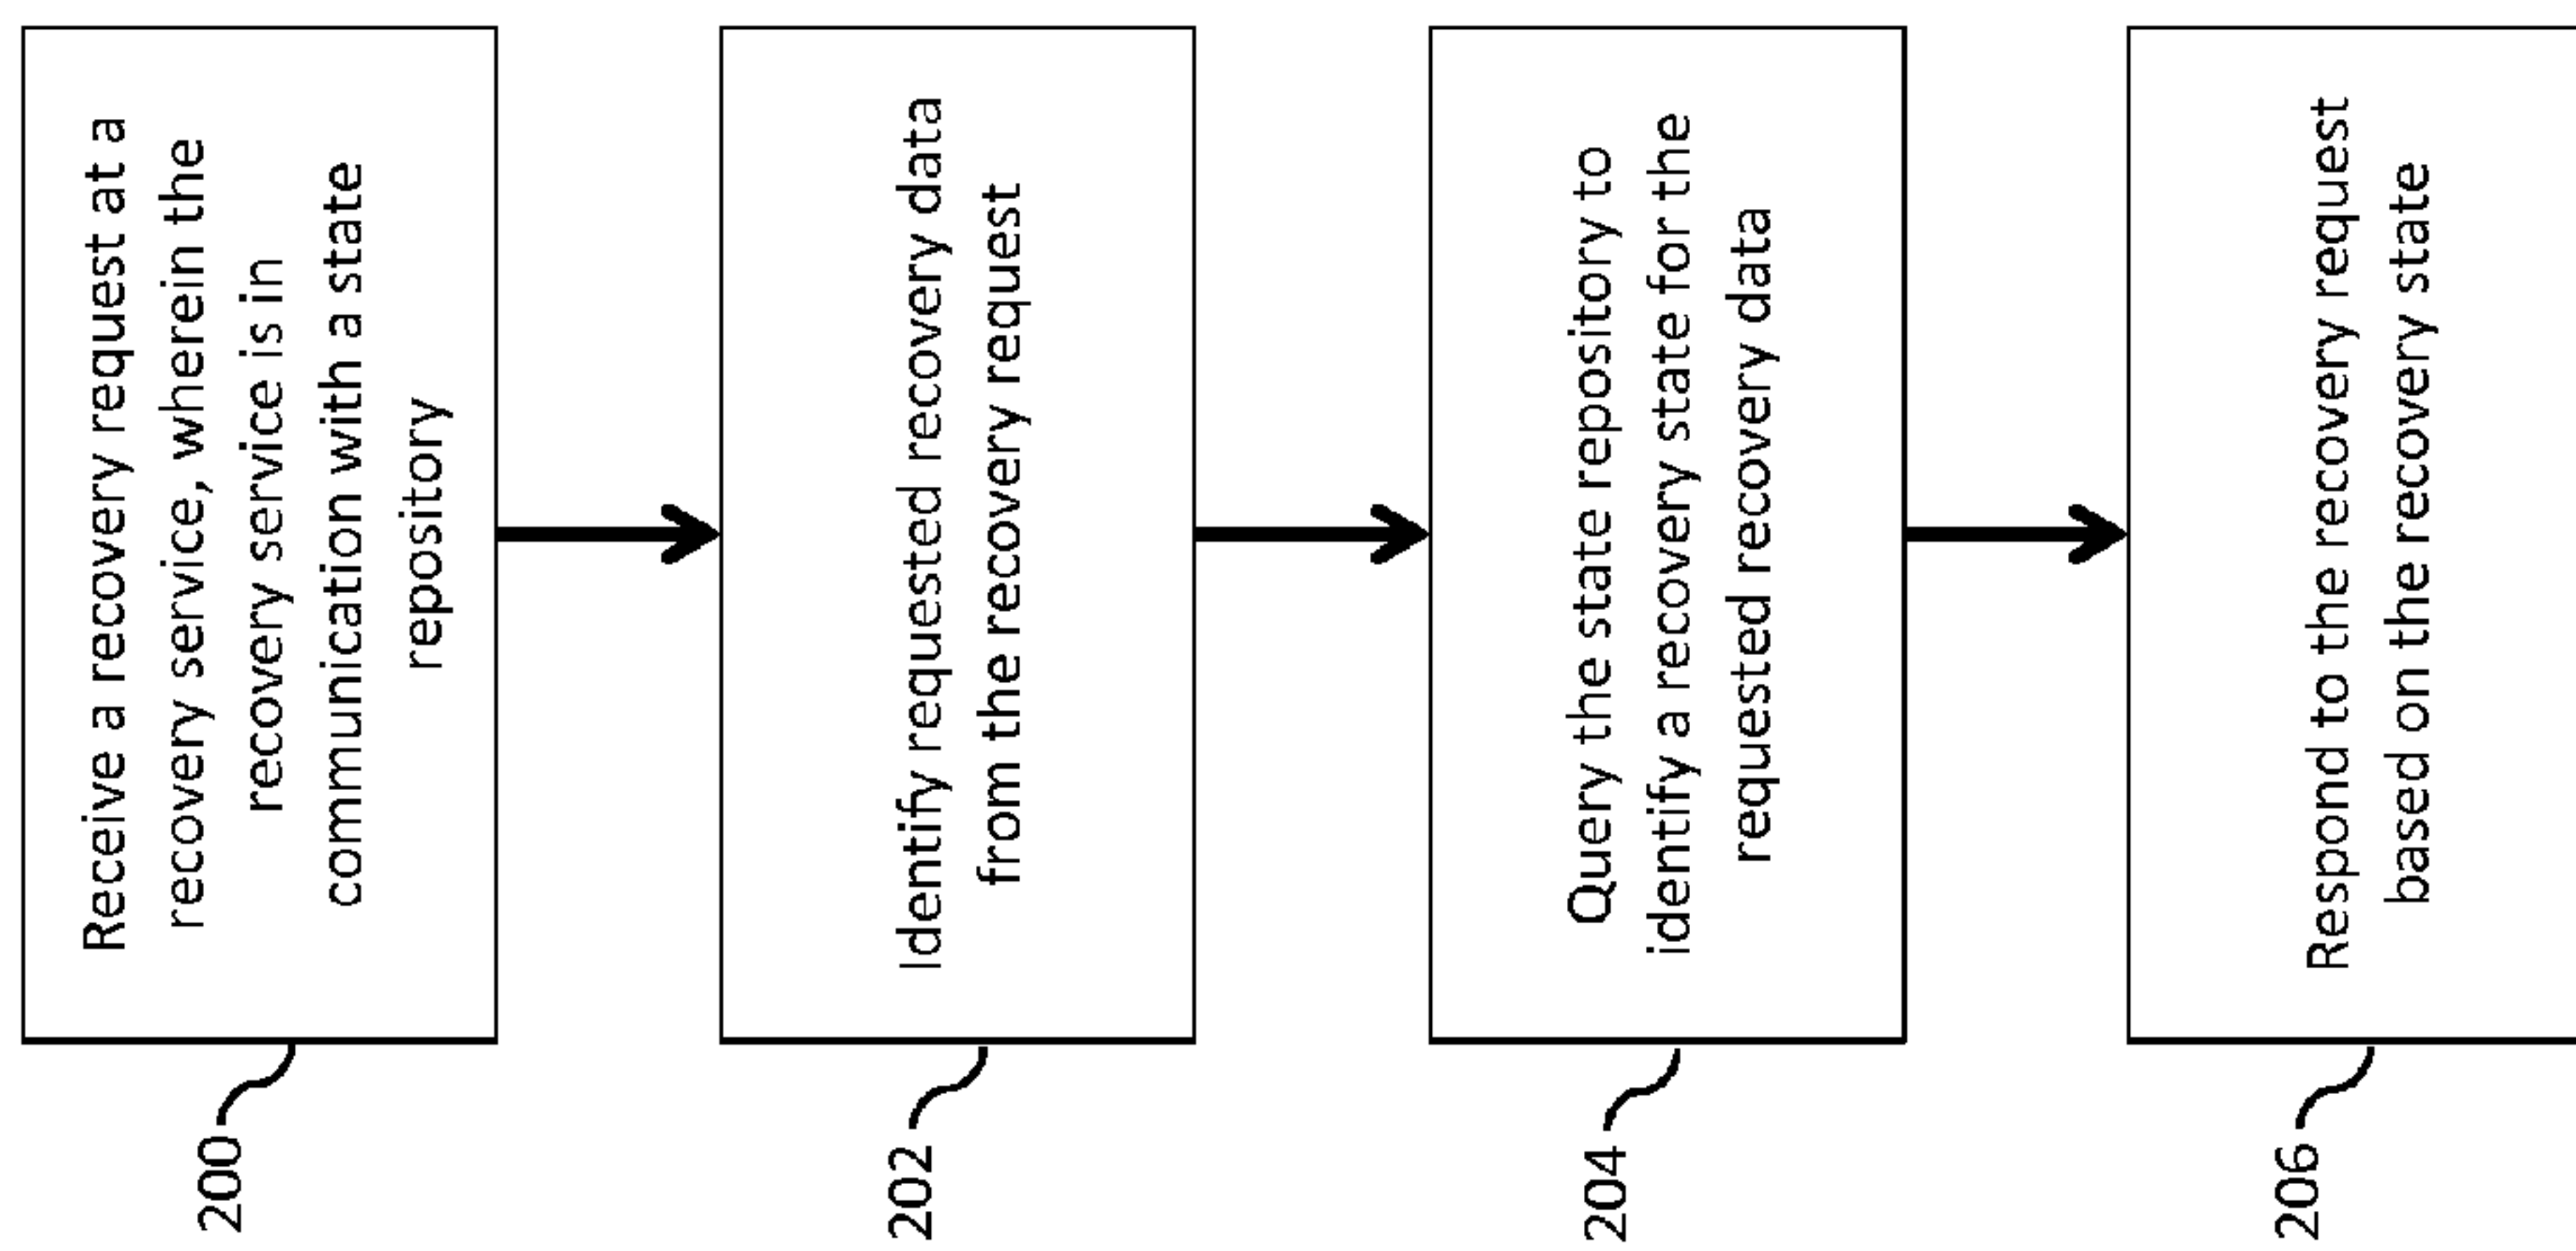 200
Receive a recovery request at a
recovery service, wherein the
recovery service is in
communication with a state
repository
202
Identify requested recovery data
from the recovery request
204
Query the state repository to
identify a recovery state for the
requested recovery data
206
Respond to the recovery request
based on the recovery state